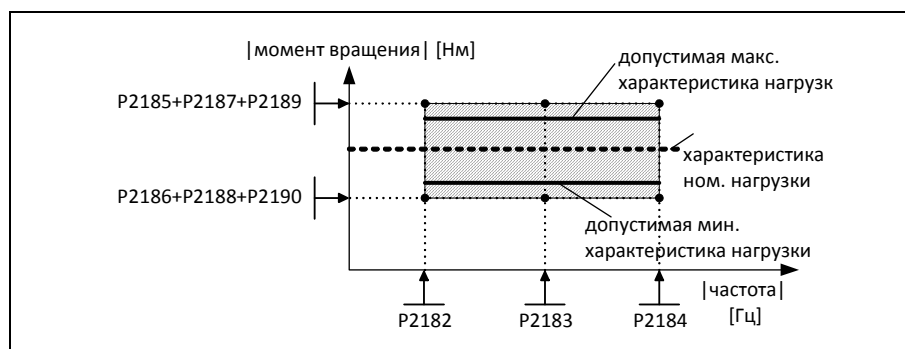 |момент вращения| [Нм]
допустимая макс.
характеристика нагрузк
P2185+P2187+P2189
характеристика
ном. нагрузки
P2186+P2188+P2190
допустимая мин.
характеристика нагрузки
|частота|
[Гц]
P2182
P2183
P2184